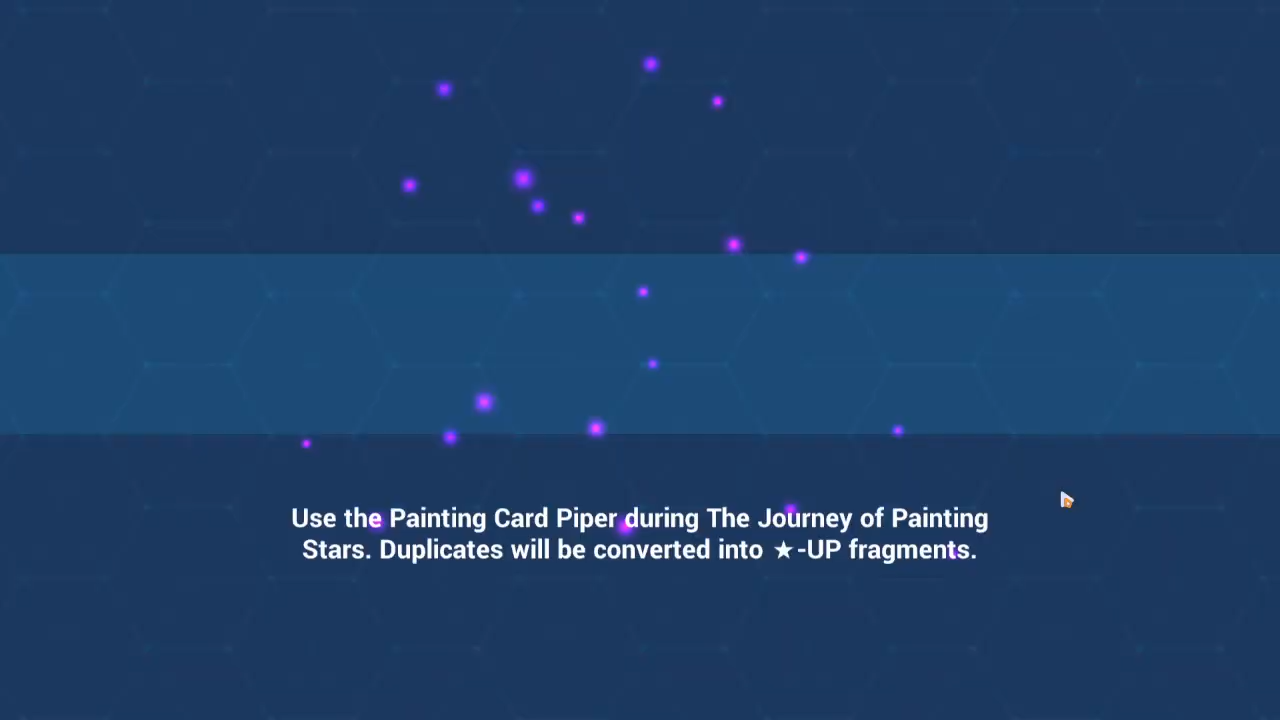 Use the Painting Card Piper during The Journey of Painting
Stars. Duplicates will be converted into ★-UP fragments.